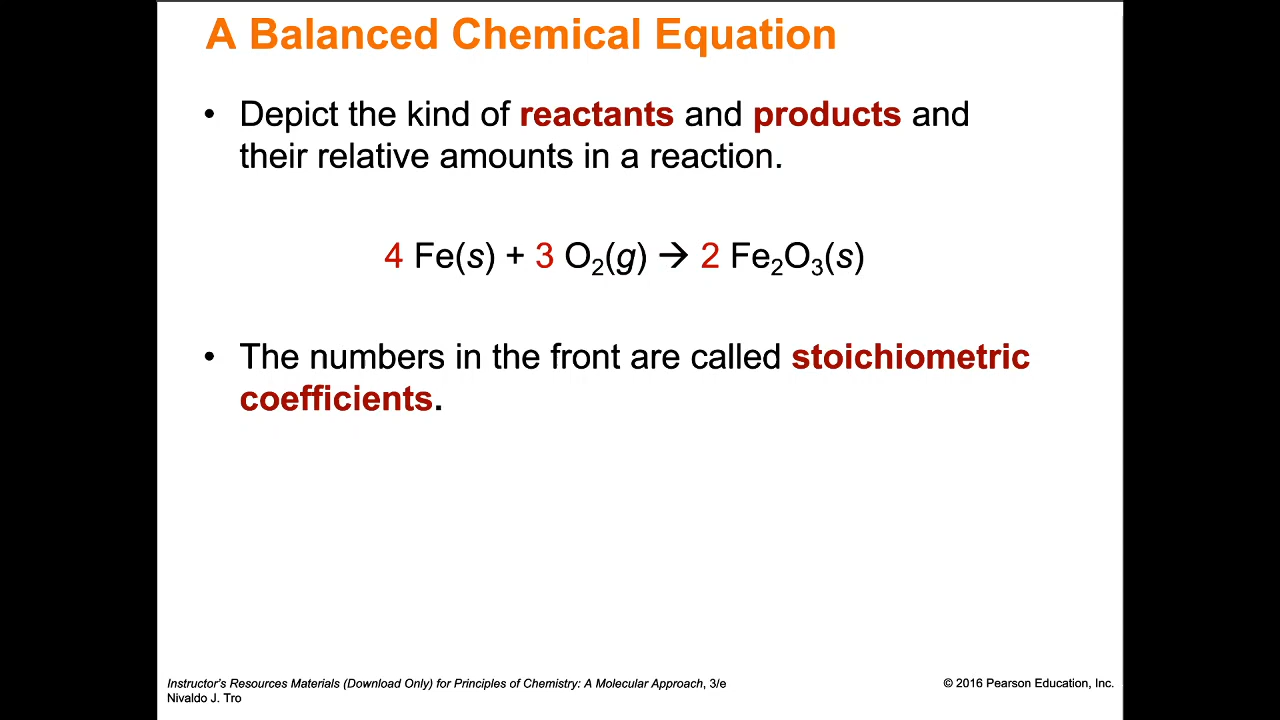 A Balanced Chemical Equation
• Depict the kind of reactants and products and
their relative amounts in a reaction.
4 Fe(s) + 3 O₂(g) → 2 Fe₂O₃(s)
• The numbers in the front are called stoichiometric
coefficients.
Instructor's Resources Materials (Download Only) for Principles of Chemistry: A Molecular Approach, 3/e
Nivaldo J. Tro
© 2016 Pearson Education, Inc.